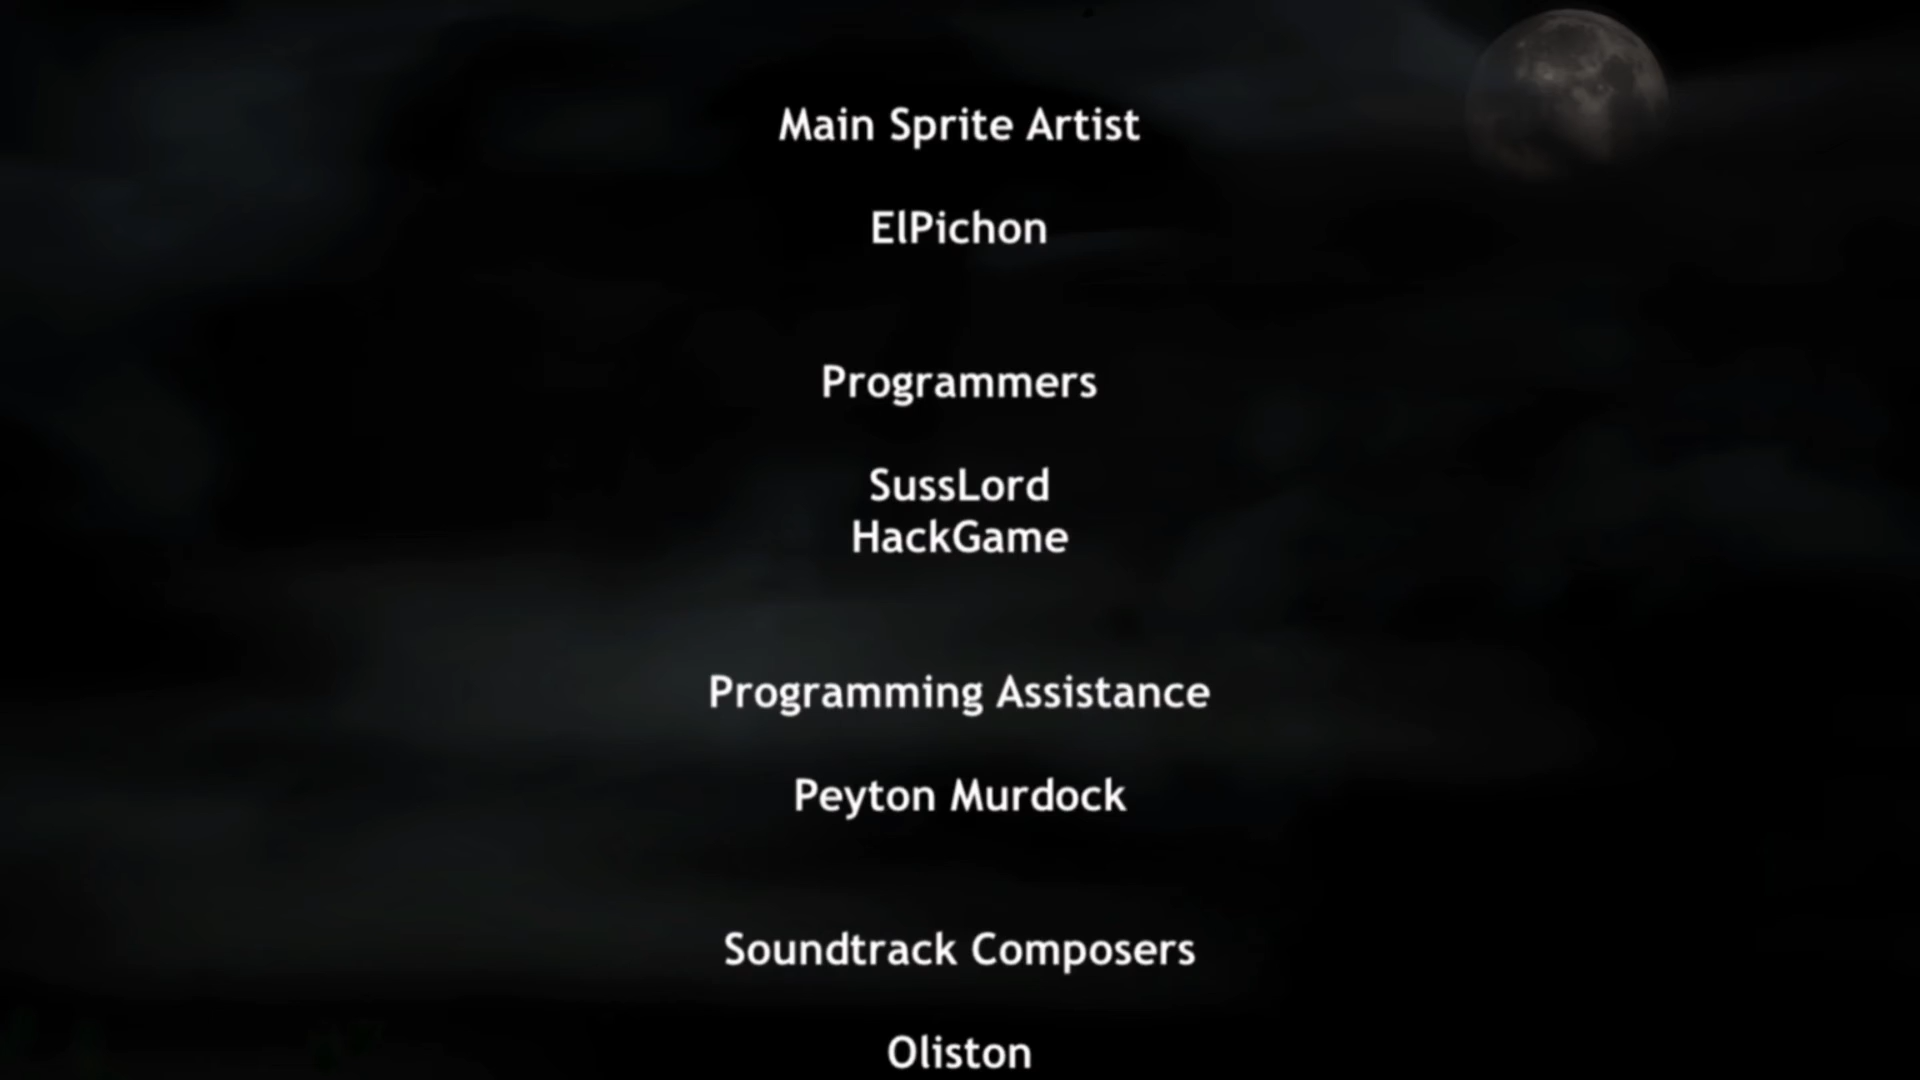 Main Sprite Artist
ElPichon
Programmers
SussLord
HackGame
Programming Assistance
Peyton Murdock
Soundtrack Composers
Oliston